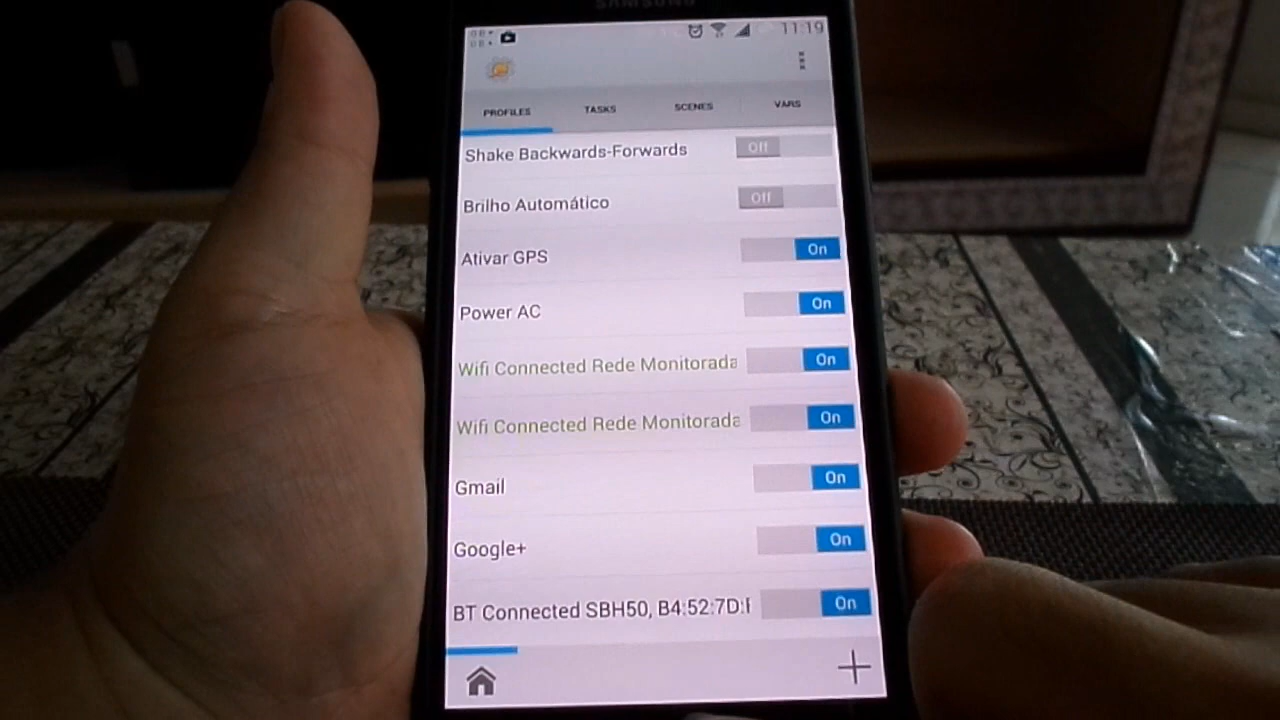 SAMSUNG
11:19
PROFILES TASKS SCENES VARS
Shake Backwards-Forwards Off
Brilho Automático Off
Ativar GPS On
Power AC On
Wifi Connected Rede Monitorada On
Wifi Connected Rede Monitorada On
Gmail On
Google+ On
BT Connected SBH50, B4:52:7D: On